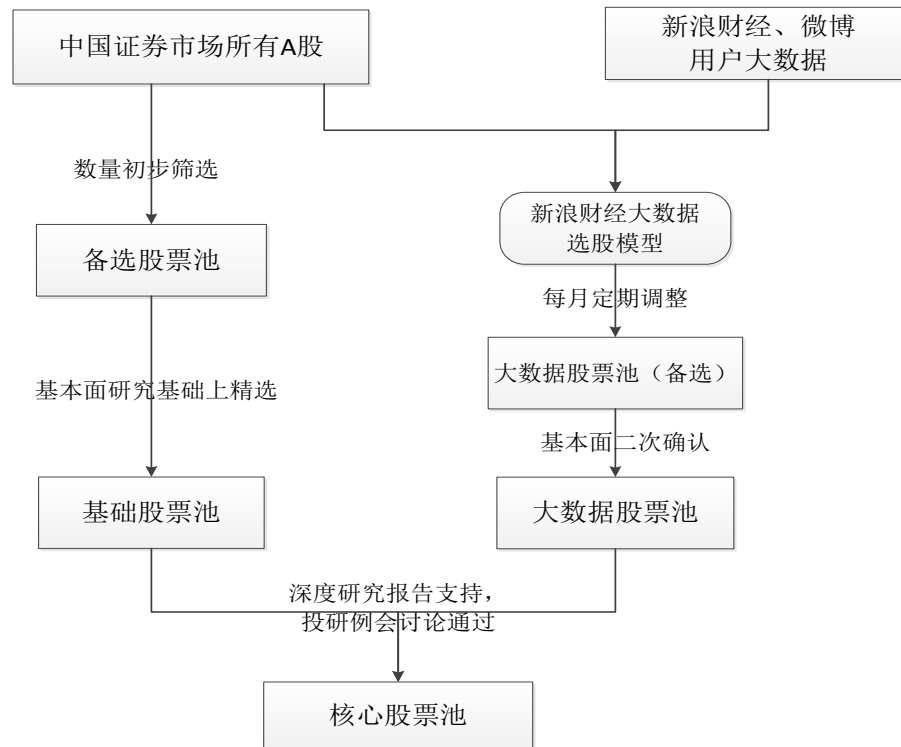 中国证券市场所有A股
新浪财经、微博
用户大数据
数量初步筛选
新浪财经大数据
选股模型
备选股票池
每月定期调整
大数据股票池（备选）
基本面研究基础上精选
基本面二次确认
基础股票池
大数据股票池
深度研究报告支持，
投研例会讨论通过
核心股票池